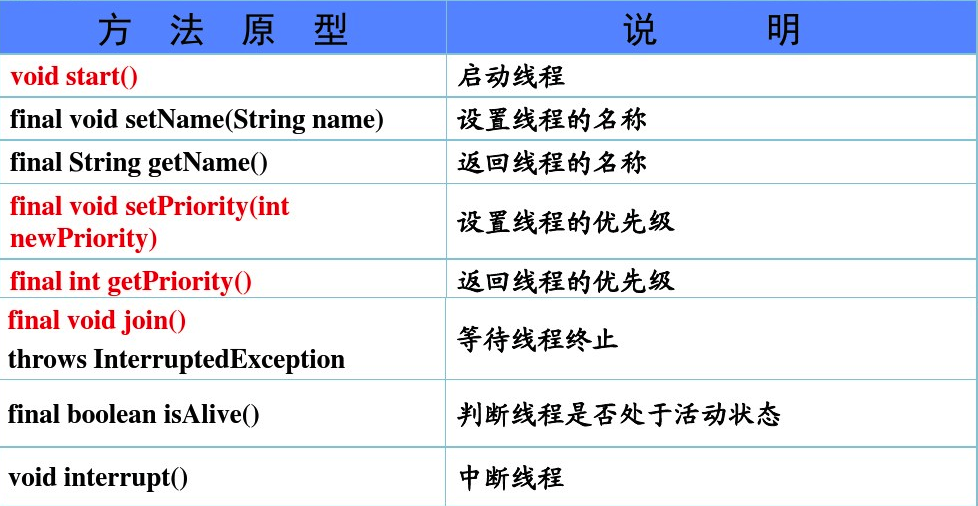 方 法 原 型
说 明
void start()
启动线程
final void setName(String name)
设置线程的名称
final String getName()
返回线程的名称
final void setPriority(int
newPriority)
设置线程的优先级
final int getPriority()
返回线程的优先级
final void join()
throws InterruptedException
等待线程终止
final boolean isAlive()
判断线程是否处于活动状态
void interrupt()
中断线程